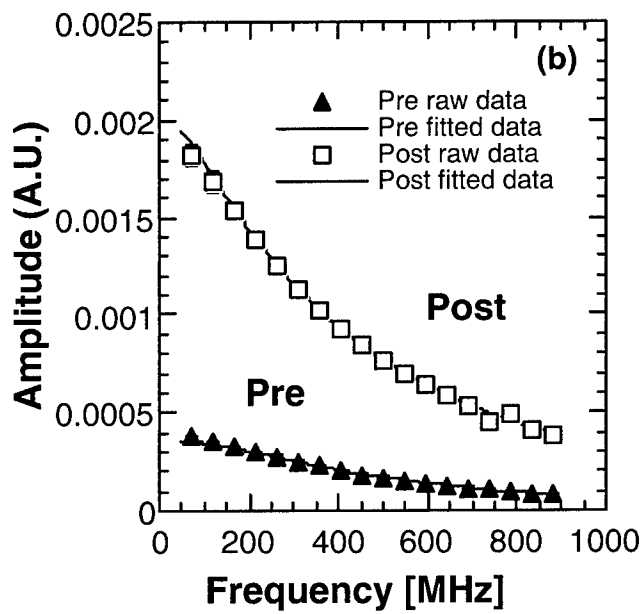 0.0025
(b)
Pre raw data
Pre fitted data
Post raw data
Post fitted data
0.002
0.0015
0.001
0.0005
0
Amplitude (A.U.)
Post
Pre
0 200 400 600 800 1000
Frequency [MHz]